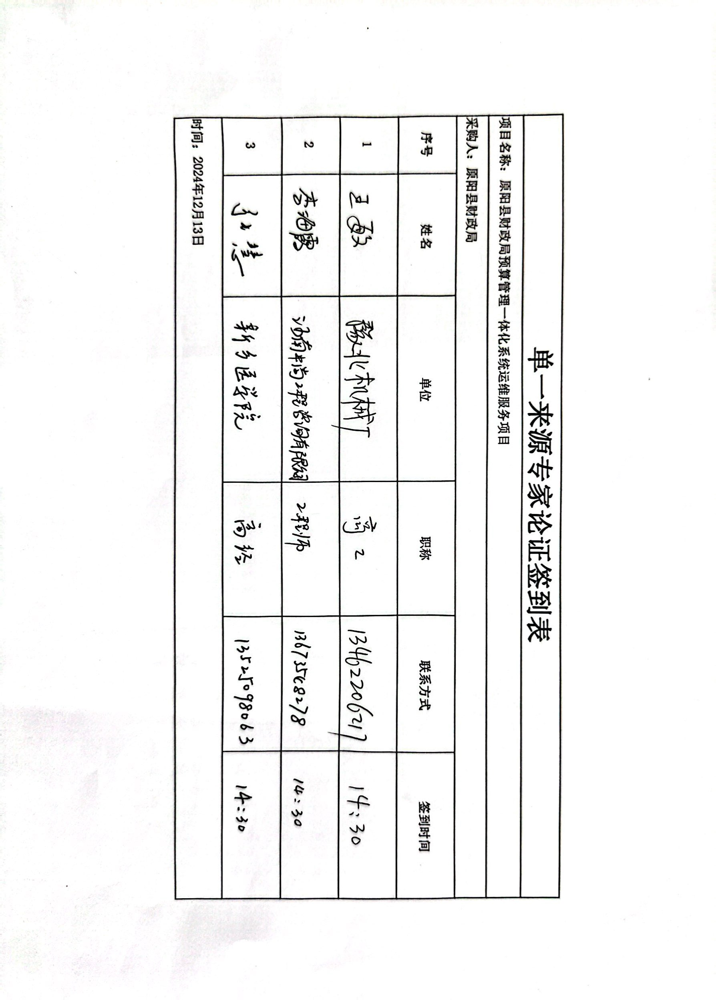 单一来源专家论证签到表
项目名称：原阳县财政局预算管理一体化系统运维服务项目
采购人：原阳县财政局
序号 姓名 单位 职称 联系方式 签到时间
1 王敏 豫北机械厂 高工 13462206217 14:30
2 李海霞 河南中尚工程咨询有限公司 工程师 13673568278 14:30
3 慧 新乡医学院 高经 13525098063 14:30
时间：2024年12月13日